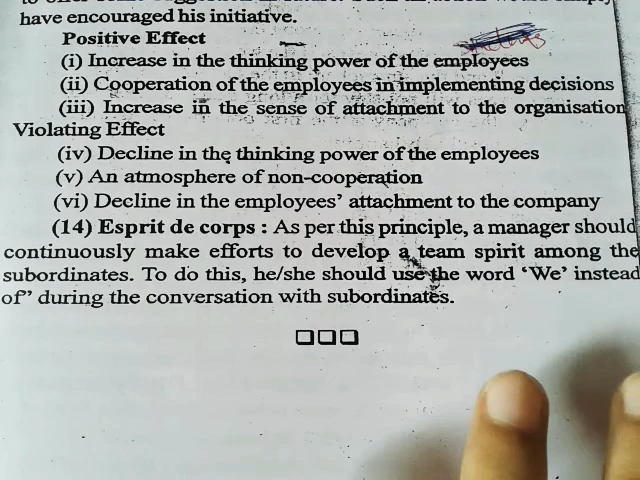 have encouraged his initiative.
Positive Effect
(i) Increase in the thinking power of the employees
(ii) Cooperation of the employees in implementing decisions
(iii) Increase in the sense of attachment to the organisation
Violating Effect
(iv) Decline in the thinking power of the employees
(v) An atmosphere of non-cooperation
(vi) Decline in the employees' attachment to the company
(14) Esprit de corps : As per this principle, a manager should
continuously make efforts to develop a team spirit among the
subordinates. To do this, he/she should use the word ‘We’ instead
of” during the conversation with subordinates.